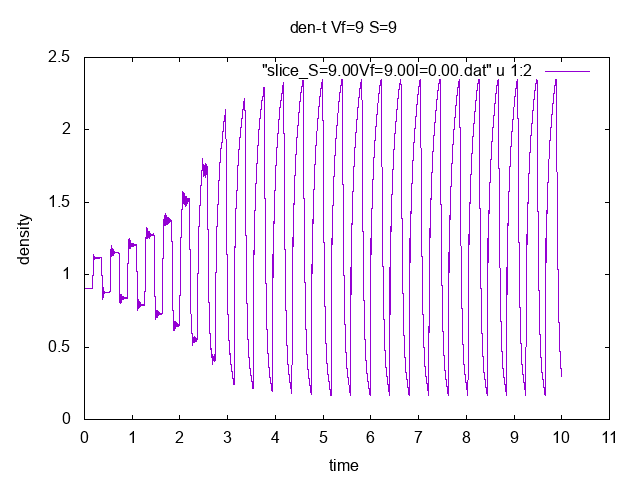 den-t Vf=9 S=9
"slice_S=9.00Vf=9.00I=0.00.dat" u 1:2
2.5
2
1.5
1
0.5
0
density
0 1 2 3 4 5 6 7 8 9 10 11
time